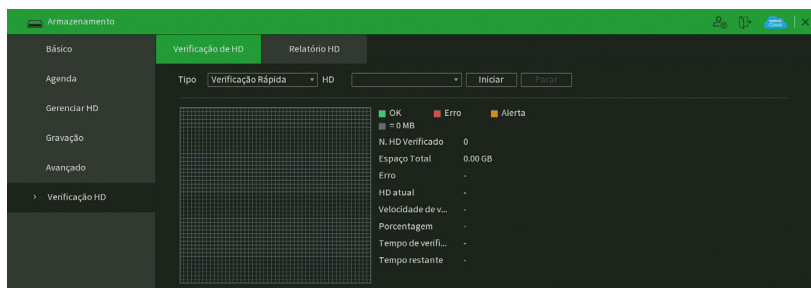 Armazenamento
Básico
Agenda
Gerenciar HD
Gravação
Avançado
› Verificação HD
Verificação de HD Relatório HD
Tipo Verificação Rápida HD Iniciar Parar
OK Erro Alerta
= 0 MB
N. HD Verificado 0
Espaço Total 0.00 GB
Erro -
HD atual -
Velocidade de v... -
Porcentagem -
Tempo de verifi... -
Tempo restante -